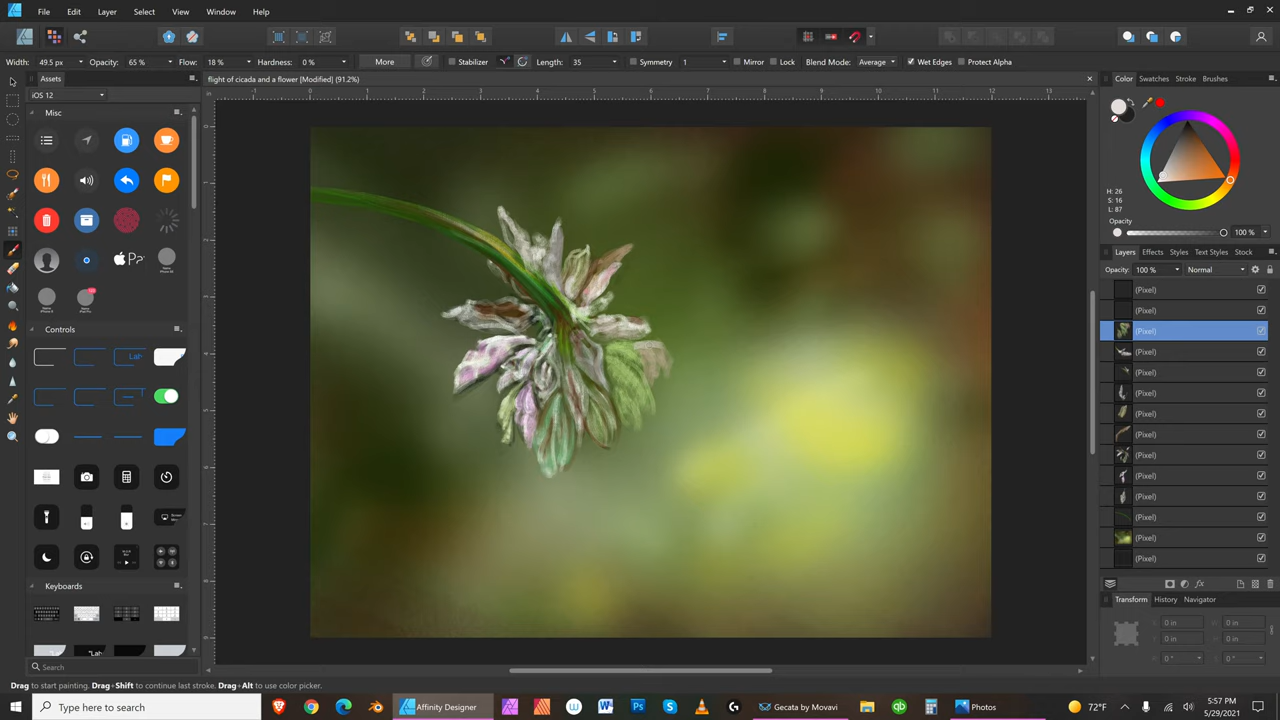 File Edit Layer Select View Window Help
Width: 49.5 px Opacity: 65 % Flow: 18 % Hardness: 0 % More Stabilizer Length: 35 Symmetry 1 Mirror Lock Blend Mode: Average Wet Edges Protect Alpha
Assets
flight of cicada and a flower [Modified] (91.2%)
Color Swatches Stroke Brushes
iOS 12
Misc
H: 26
S: 16
L: 87
Opacity
100 %
Layers Effects Styles Text Styles Stock
Opacity: 100 % Normal
(Pixel)
(Pixel)
(Pixel)
(Pixel)
(Pixel)
(Pixel)
(Pixel)
(Pixel)
(Pixel)
(Pixel)
(Pixel)
(Pixel)
(Pixel)
(Pixel)
Controls
Keyboards
Transform History Navigator
X: 0 in W: 0 in
Y: 0 in H: 0 in
R: 0 ° S: 0 °
Search
Drag to start painting. Drag+Shift to continue last stroke. Drag+Alt to use color picker.
Type here to search
Affinity Designer
Gecata by Movavi
Photos
72°F
5:57 PM
5/29/2021